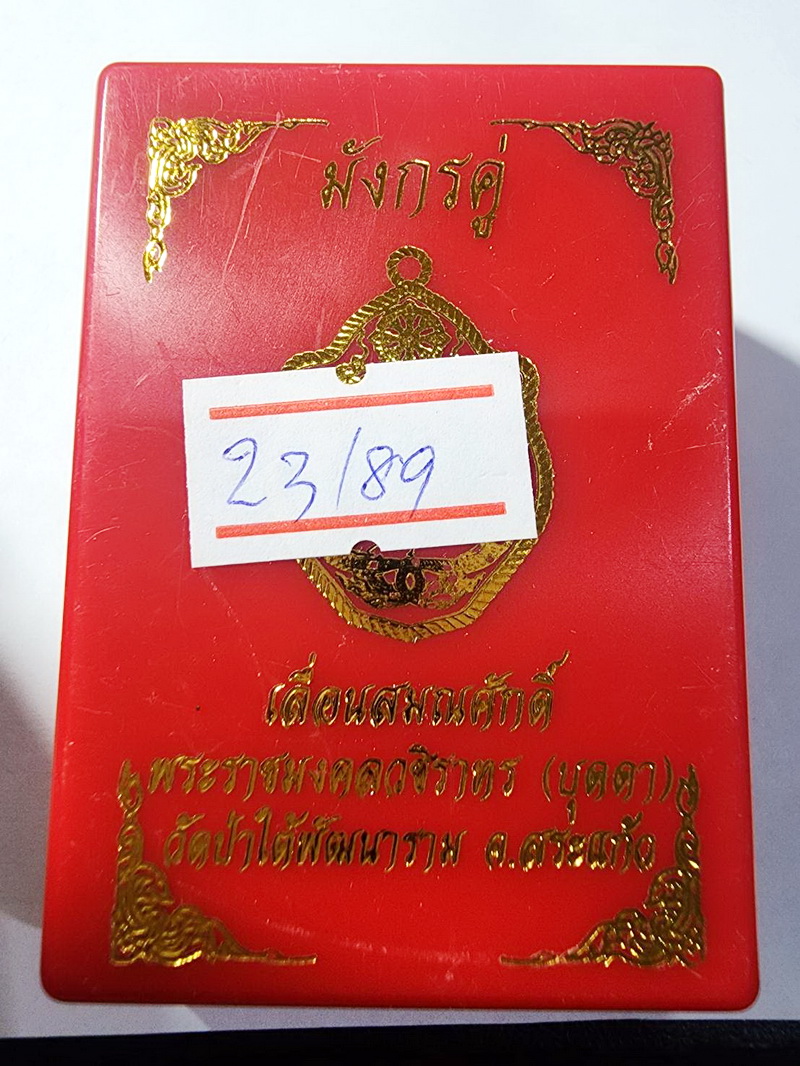 มังกรคู่
23/89
เลื่อนสมณศักดิ์
พระราชมงคลวชิราทร (บุดดา)
วัดป่าใต้พัฒนาราม จ.สระแก้ว